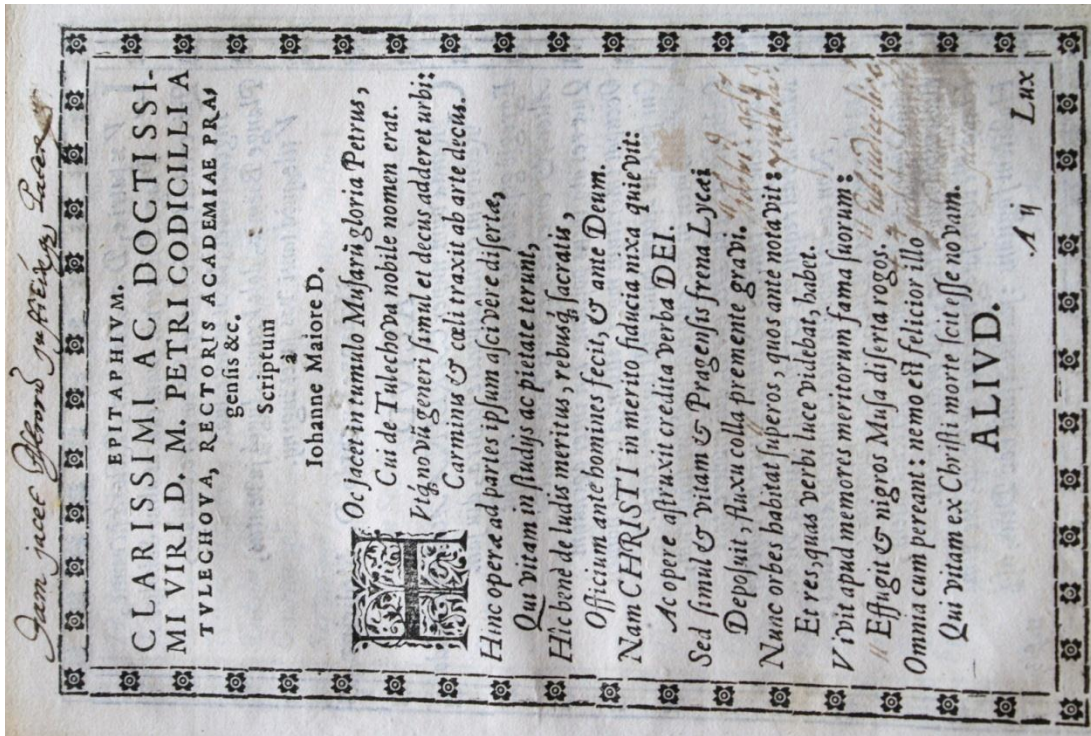 Jam jacet
EPITAPHIVM.
CLARISSIMI AC DOCTISSI-
MI VIRI D. M. PETRI CODICILLI A
TVLECHOVA, RECTORIS ACADEMIAE PRA,
gensis &c.
Scriptum
à
Iohanne Maiore D.
HOc jacet in tumulo Musarũ gloria Petrus,
Cui de Tulechova nobile nomen erat.
Vtq́ novũ generi simul et decus adderet urbi:
Carminis & cœli traxit ab arte decus.
Hinc operæ ad partes ipsum ascivêre disertæ,
Qui vitam in studijs ac pietate terunt,
Hic benè de ludis meritus, rebusq́ sacratis,
Officium ante homines fecit, & ante Deum.
Nam CHRISTI in merito fiducia nixa quievit:
Ac opere astruxit credita verba DEI.
Sed simul & vitam & Pragensis frena Lycæi
Deposuit, fluxu colla premente gravi.
Nunc orbes habitat superos, quos ante notavit:
Et res, quas verbi luce videbat, habet.
Vivit apud memores meritorum fama suorum:
Effugit & nigros Musa diserta rogos.
Omnia cum pereant: nemo est felicior illo
Qui vitam ex Christi morte scit esse novam.
ALIVD.
A ij Lux